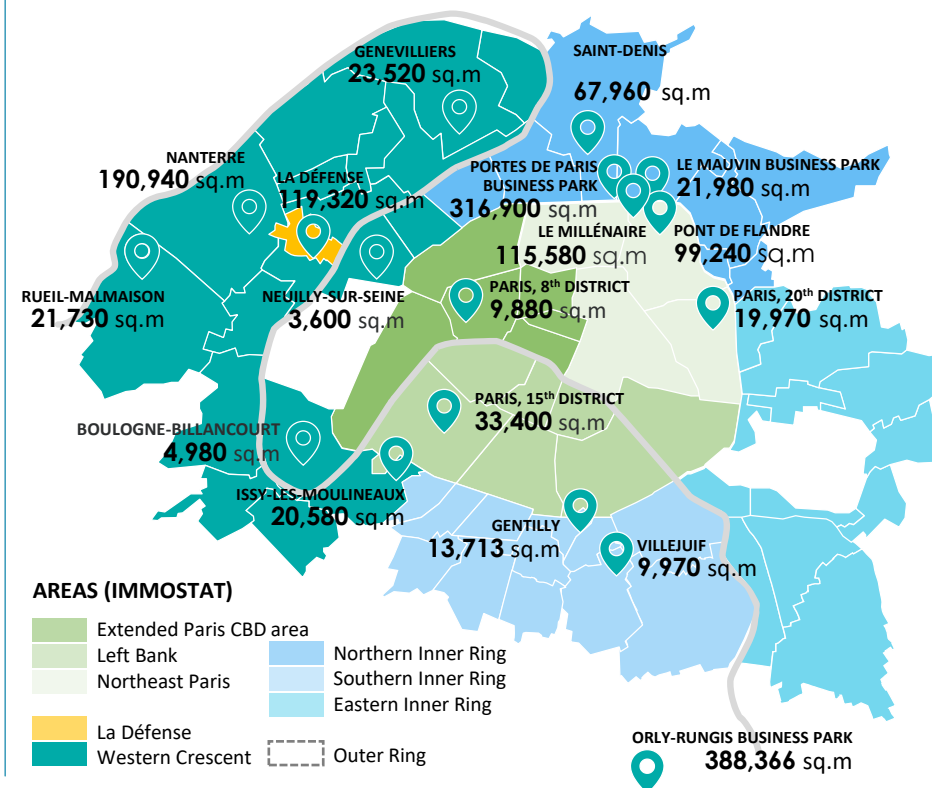 GENEVILLIERS
23,520 sq.m
SAINT-DENIS
67,960 sq.m
NANTERRE
190,940 sq.m
LA DÉFENSE
119,320 sq.m
PORTES DE PARIS
BUSINESS PARK
316,900 sq.m
LE MAUVIN BUSINESS PARK
21,980 sq.m
LE MILLÉNAIRE
115,580 sq.m
PONT DE FLANDRE
99,240 sq.m
RUEIL-MALMAISON
21,730 sq.m
NEUILLY-SUR-SEINE
3,600 sq.m
PARIS, 8th DISTRICT
9,880 sq.m
PARIS, 20th DISTRICT
19,970 sq.m
PARIS, 15th DISTRICT
33,400 sq.m
BOULOGNE-BILLANCOURT
4,980 sq.m
ISSY-LES-MOULINEAUX
20,580 sq.m
GENTILLY
13,713 sq.m
VILLEJUIF
9,970 sq.m
AREAS (IMMOSTAT)
Extended Paris CBD area
Left Bank
Northeast Paris
La Défense
Western Crescent
Northern Inner Ring
Southern Inner Ring
Eastern Inner Ring
Outer Ring
ORLY-RUNGIS BUSINESS PARK
388,366 sq.m